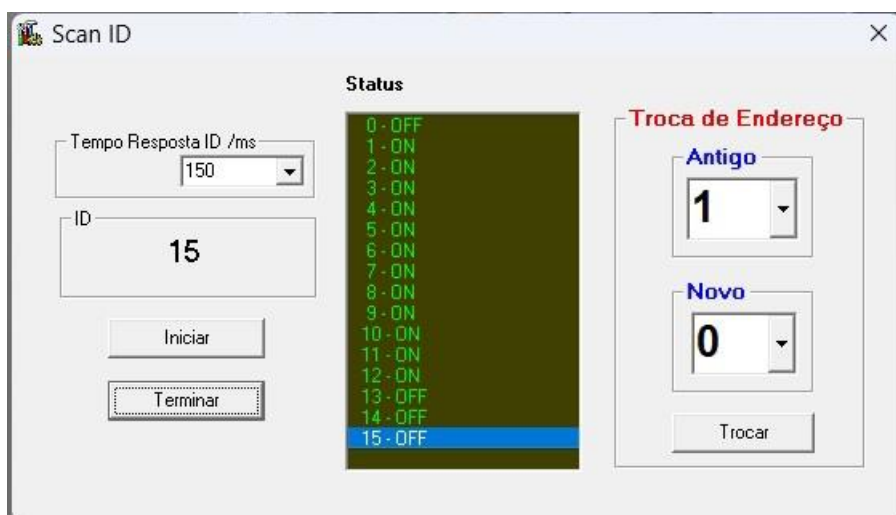 Scan ID
Tempo Resposta ID /ms
150
ID
15
Iniciar
Terminar
Status
0 - OFF
1 - ON
2 - ON
3 - ON
4 - ON
5 - ON
6 - ON
7 - ON
8 - ON
9 - ON
10 - ON
11 - ON
12 - ON
13 - OFF
14 - OFF
15 - OFF
Troca de Endereço
Antigo
1
Novo
0
Trocar